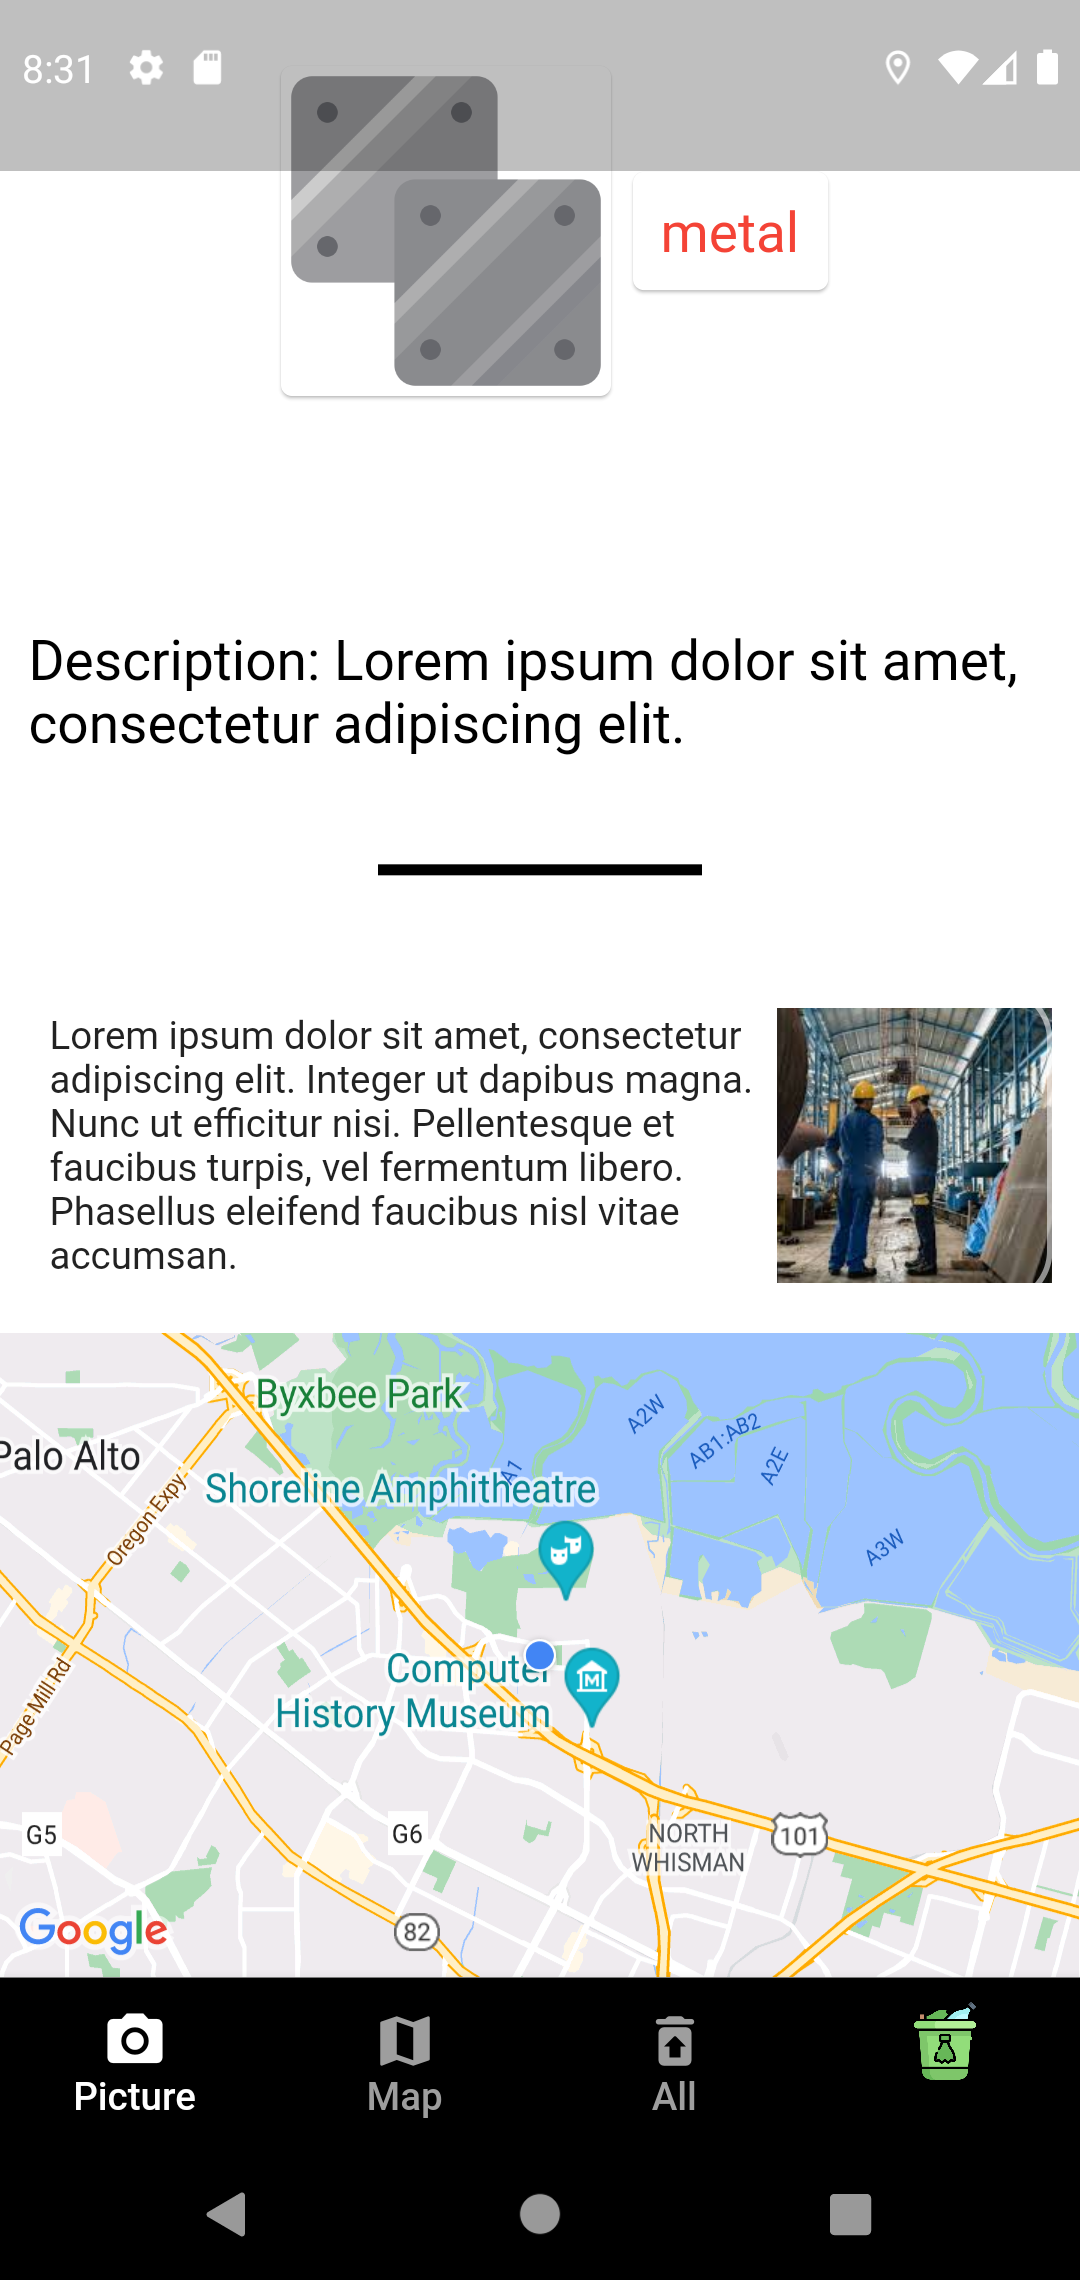 8:31
metal
Description: Lorem ipsum dolor sit amet,
consectetur adipiscing elit.
Lorem ipsum dolor sit amet, consectetur
adipiscing elit. Integer ut dapibus magna.
Nunc ut efficitur nisi. Pellentesque et
faucibus turpis, vel fermentum libero.
Phasellus eleifend faucibus nisl vitae
accumsan.
Byxbee Park
A2W
AB1:AB2
Palo Alto
A1
A2E
Shoreline Amphitheatre
Oregon Expy
A3W
Computer
History Museum
M
Page Mill Rd
G5
G6
NORTH
WHISMAN
101
Google
82
Picture
Map
All